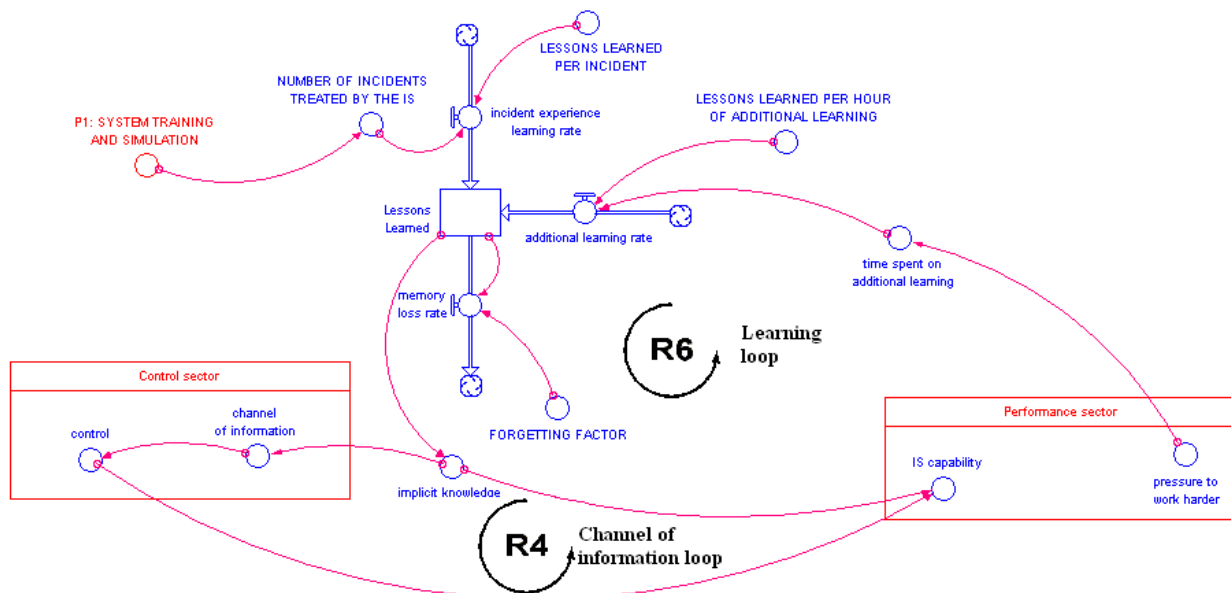 LESSONS LEARNED
PER INCIDENT
NUMBER OF INCIDENTS
TREATED BY THE IS
incident experience
learning rate
LESSONS LEARNED PER HOUR
OF ADDITIONAL LEARNING
P1: SYSTEM TRAINING
AND SIMULATION
Lessons
Learned
additional learning rate
time spent on
additional learning
memory
loss rate
R6
Learning
loop
Control sector
channel
of information
control
FORGETTING FACTOR
Performance sector
IS capability
pressure to
work harder
implicit knowledge
R4
Channel of
information loop